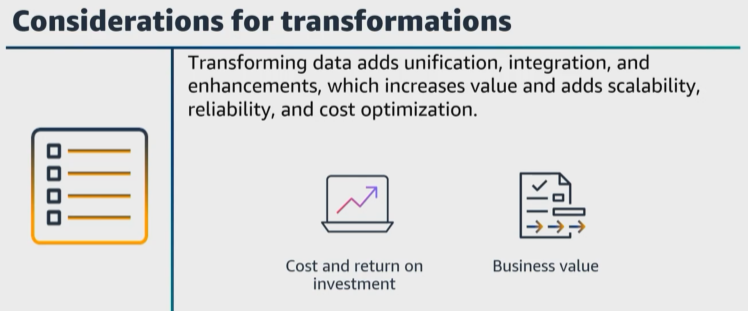 Considerations for transformations
Transforming data adds unification, integration, and
enhancements, which increases value and adds scalability,
reliability, and cost optimization.
Cost and return on
investment
Business value